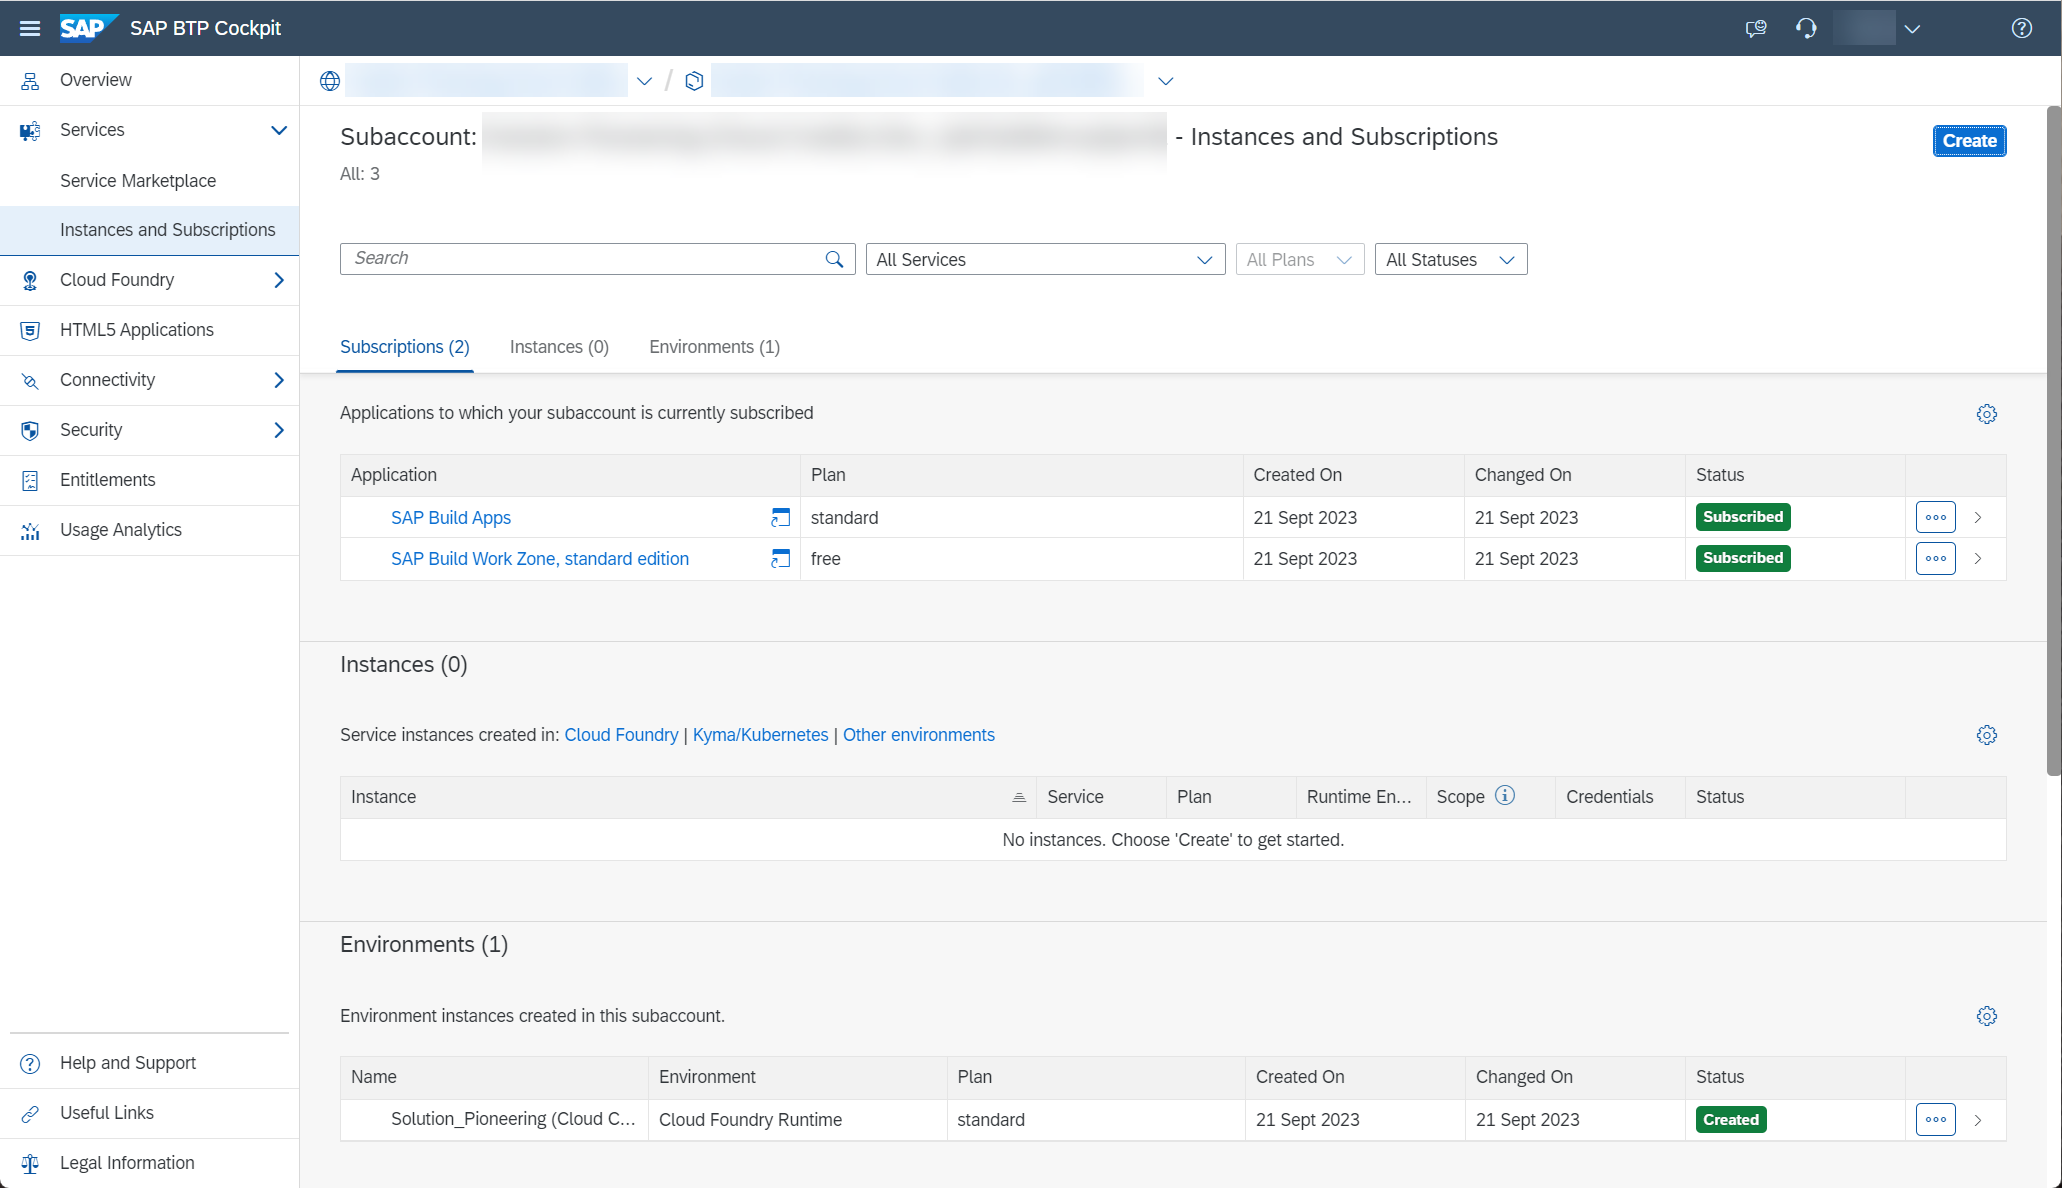 SAP SAP BTP Cockpit
Overview
Services
Service Marketplace
Instances and Subscriptions
Cloud Foundry
HTML5 Applications
Connectivity
Security
Entitlements
Usage Analytics
Help and Support
Useful Links
Legal Information
/
Subaccount: - Instances and Subscriptions
Create
All: 3
Search All Services All Plans All Statuses
Subscriptions (2) Instances (0) Environments (1)
Applications to which your subaccount is currently subscribed
Application Plan Created On Changed On Status
SAP Build Apps standard 21 Sept 2023 21 Sept 2023 Subscribed
SAP Build Work Zone, standard edition free 21 Sept 2023 21 Sept 2023 Subscribed
Instances (0)
Service instances created in: Cloud Foundry | Kyma/Kubernetes | Other environments
Instance Service Plan Runtime En... Scope Credentials Status
No instances. Choose 'Create' to get started.
Environments (1)
Environment instances created in this subaccount.
Name Environment Plan Created On Changed On Status
Solution_Pioneering (Cloud C... Cloud Foundry Runtime standard 21 Sept 2023 21 Sept 2023 Created